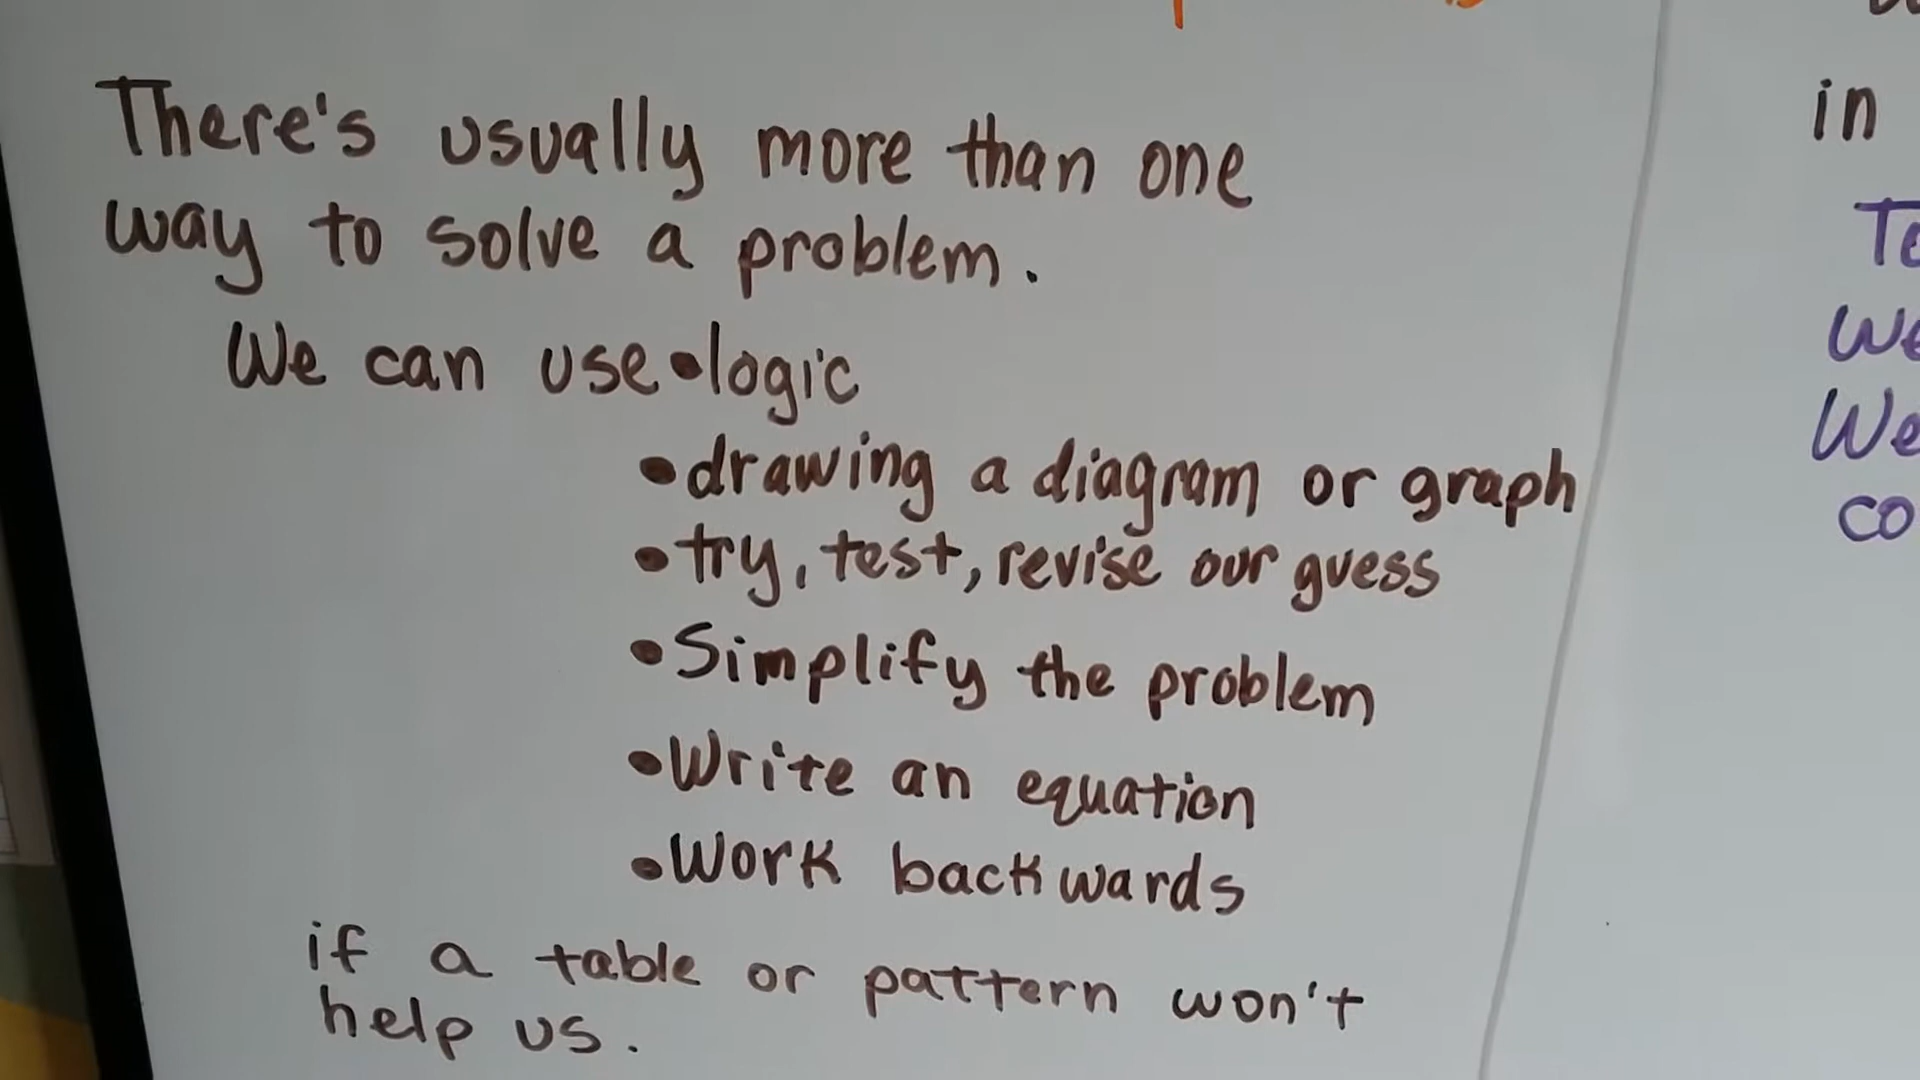 There's usually more than one
way to solve a problem.
We can use •logic
•drawing a diagram or graph
•try, test, revise our guess
•Simplify the problem
•Write an equation
•Work backwards
if a table or pattern won't
help us.
in
We